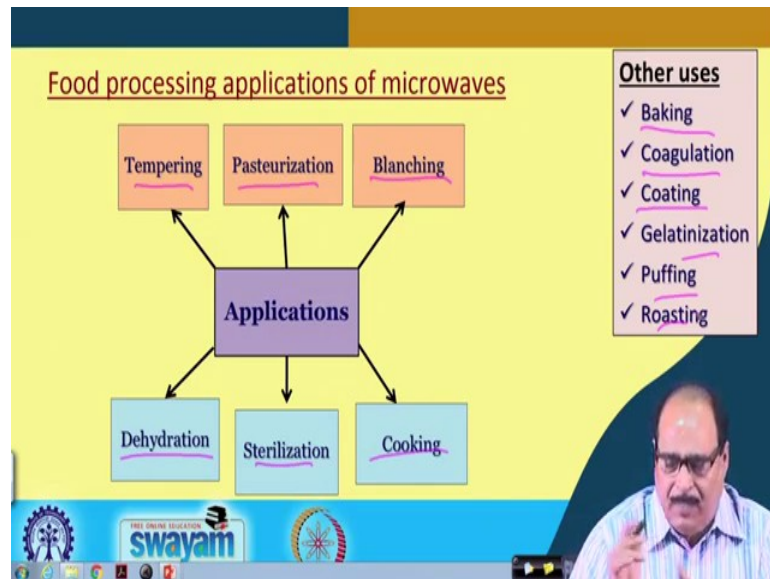 Food processing applications of microwaves
Tempering
Pasteurization
Blanching
Applications
Dehydration
Sterilization
Cooking
Other uses
✓ Baking
✓ Coagulation
✓ Coating
✓ Gelatinization
✓ Puffing
✓ Roasting
FREE ONLINE EDUCATION
swayam